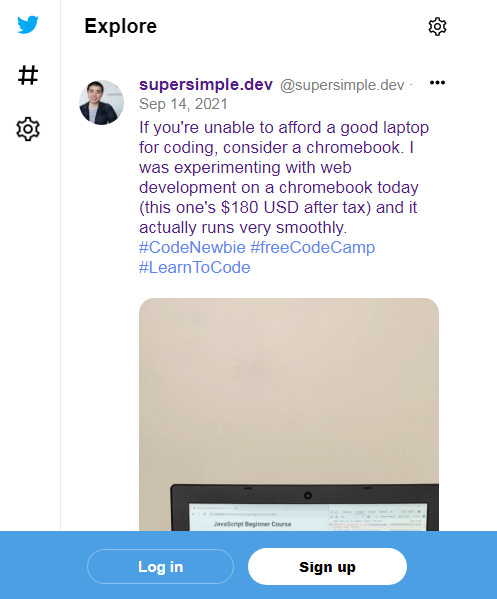 Explore
supersimple.dev @supersimple.dev ·
Sep 14, 2021
If you're unable to afford a good laptop
for coding, consider a chromebook. I
was experimenting with web
development on a chromebook today
(this one's $180 USD after tax) and it
actually runs very smoothly.
#CodeNewbie #freeCodeCamp
#LearnToCode
JavaScript Beginner Course
Log in
Sign up